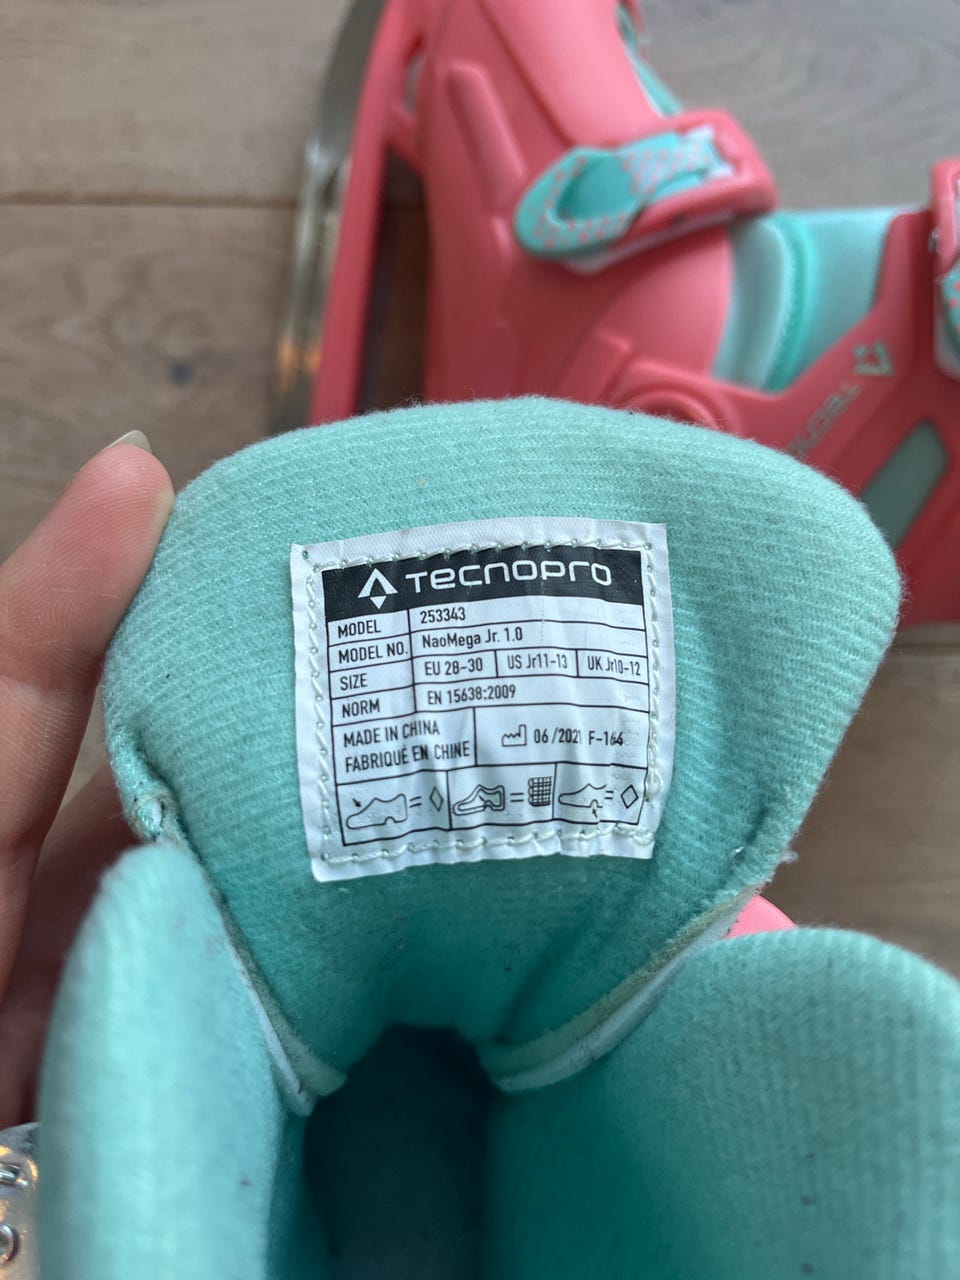 TECNOPRO
MODEL 253343
MODEL NO. NaoMega Jr. 1.0
SIZE EU 28-30 US Jr11-13 UK Jr10-12
NORM EN 15638:2009
MADE IN CHINA
FABRIQUÉ EN CHINE
06/2021 F-164